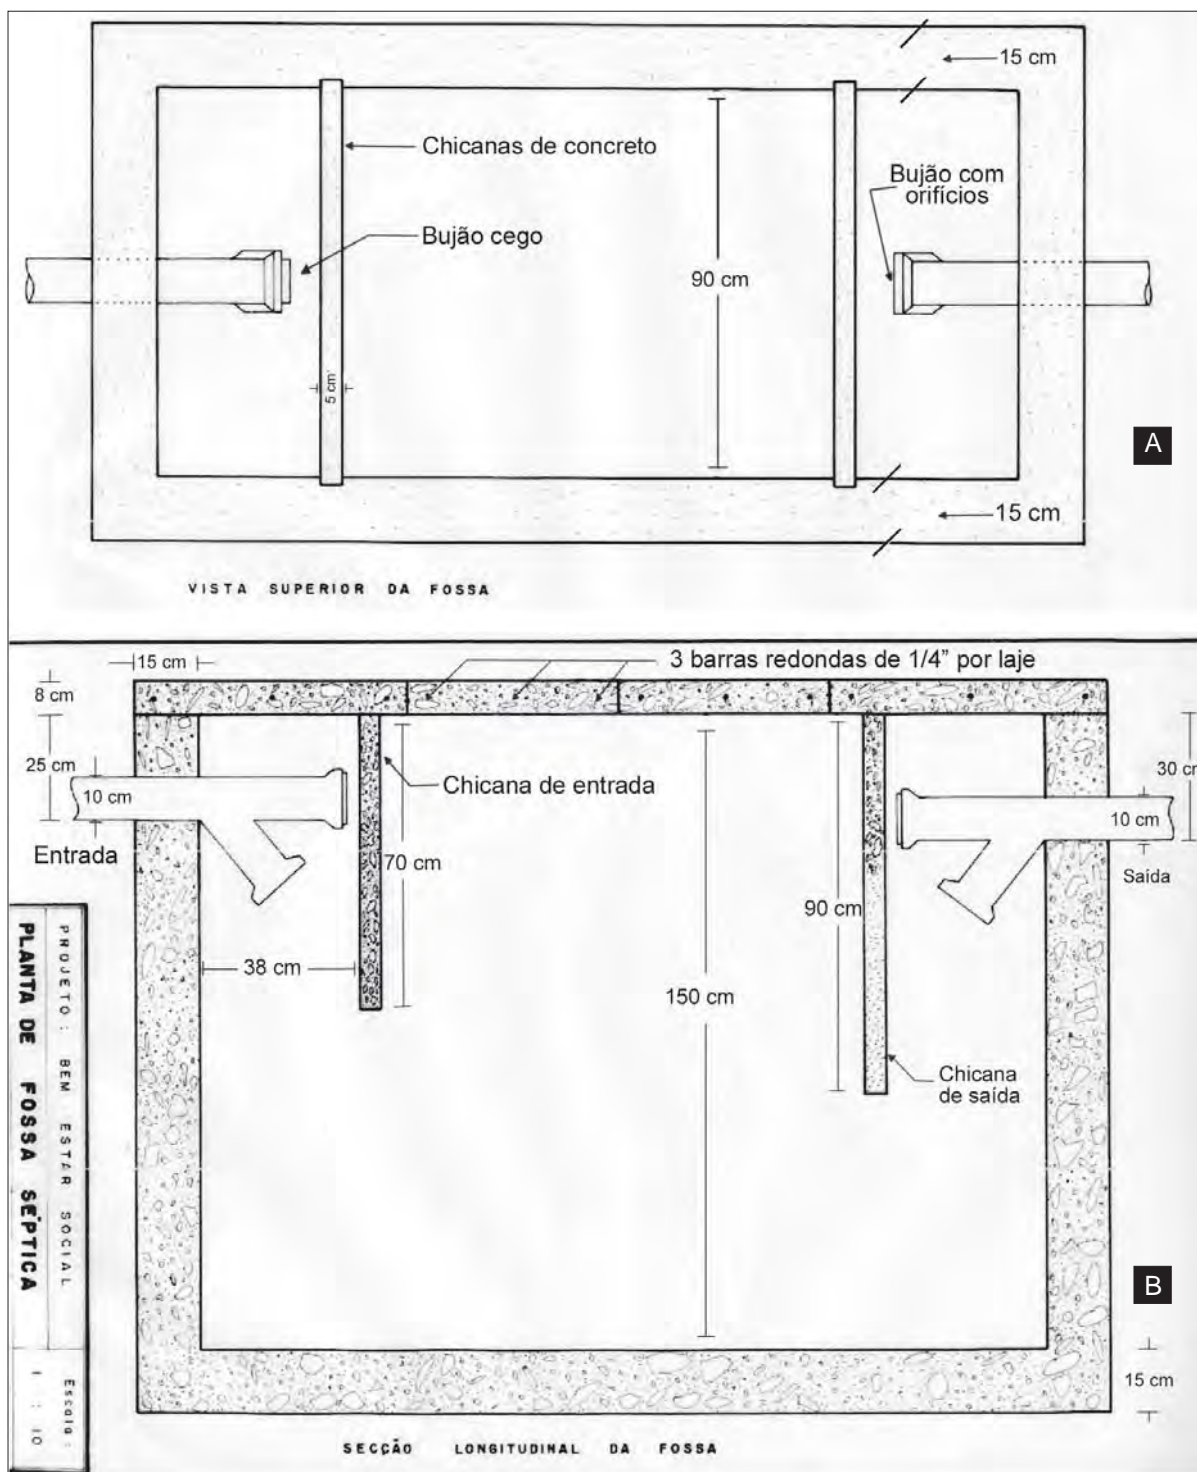 15 cm
Chicanas de concreto
Bujão com
orifícios
Bujão cego
90 cm
5 cm
A
15 cm
VISTA SUPERIOR DA FOSSA
15 cm
3 barras redondas de 1/4” por laje
8 cm
25 cm
30 cm
Chicana de entrada
10 cm
10 cm
Entrada
70 cm
Saída
90 cm
38 cm
150 cm
Chicana
de saída
PROJETO : BEM ESTAR SOCIAL
PLANTA DE FOSSA SÉPTICA
Escala :
1 : 10
B
15 cm
SECÇÃO LONGITUDINAL DA FOSSA